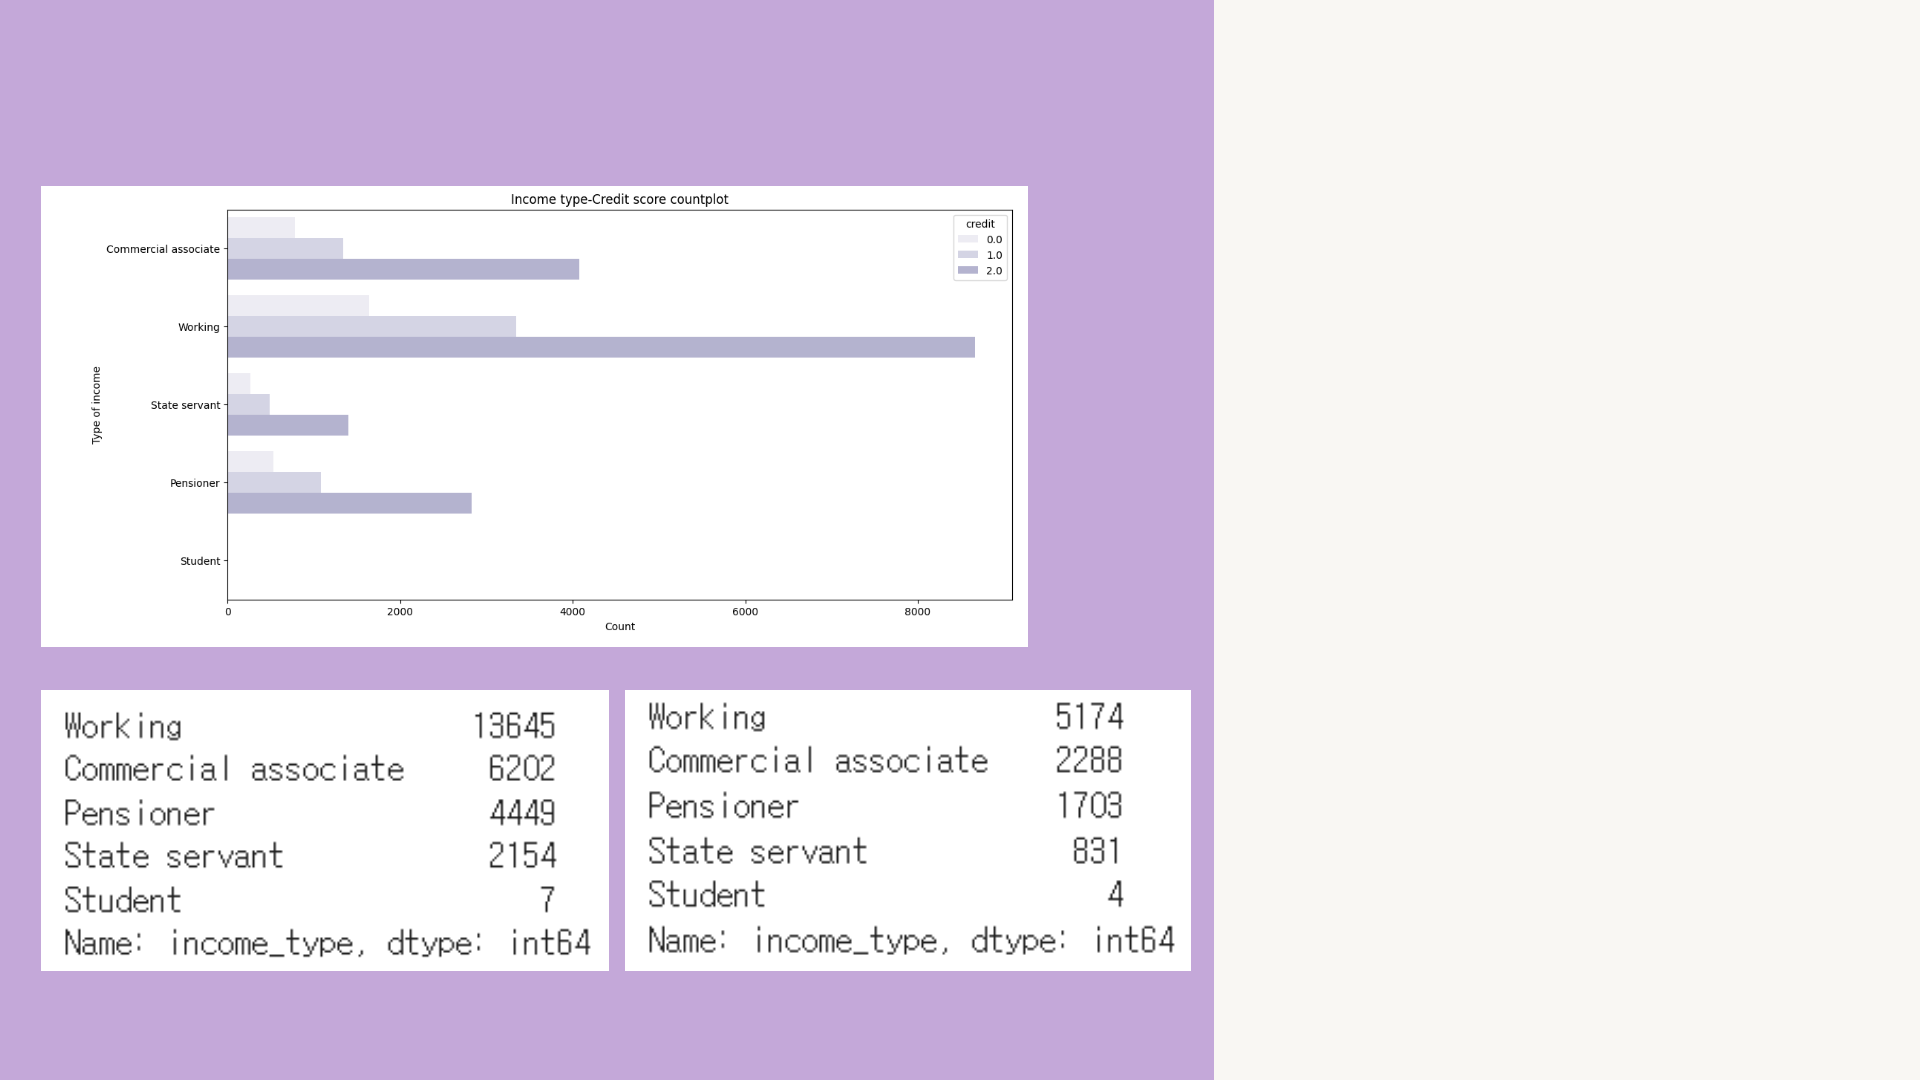 Income type-Credit score countplot
credit
0.0
1.0
2.0
Commercial associate
Working
State servant
Pensioner
Student
Type of income
0 2000 4000 6000 8000
Count
Working 13645
Commercial associate 6202
Pensioner 4449
State servant 2154
Student 7
Name: income_type, dtype: int64
Working 5174
Commercial associate 2288
Pensioner 1703
State servant 831
Student 4
Name: income_type, dtype: int64